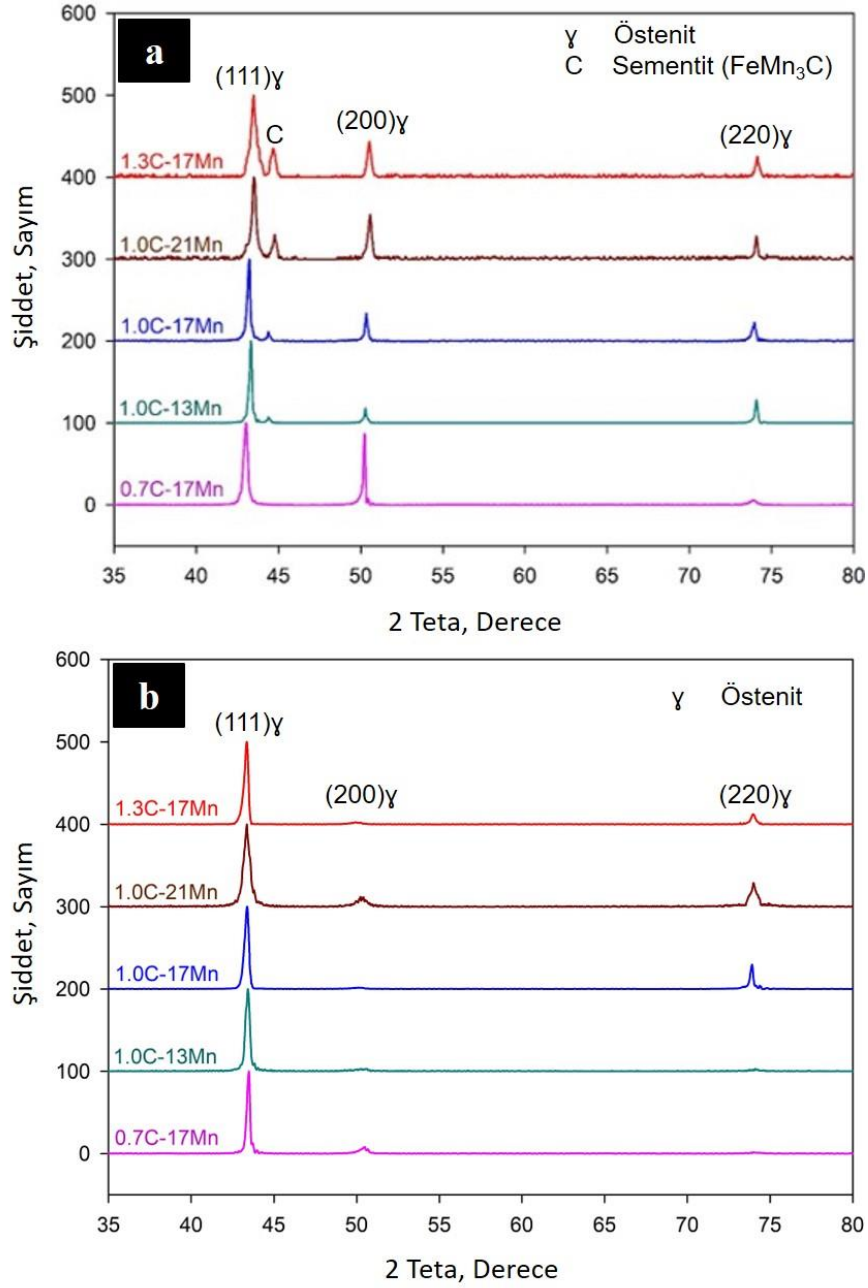 a
600
ɣ Östenit
C Sementit (FeMn₃C)
(111)ɣ
500
C
(200)ɣ
(220)ɣ
1.3C-17Mn
400
1.0C-21Mn
300
1.0C-17Mn
200
1.0C-13Mn
100
0.7C-17Mn
0
Şiddet, Sayım
35 40 45 50 55 60 65 70 75 80
2 Teta, Derece
b
600
ɣ Östenit
(111)ɣ
500
(200)ɣ
(220)ɣ
1.3C-17Mn
400
1.0C-21Mn
300
1.0C-17Mn
200
1.0C-13Mn
100
0.7C-17Mn
0
Şiddet, Sayım
35 40 45 50 55 60 65 70 75 80
2 Teta, Derece